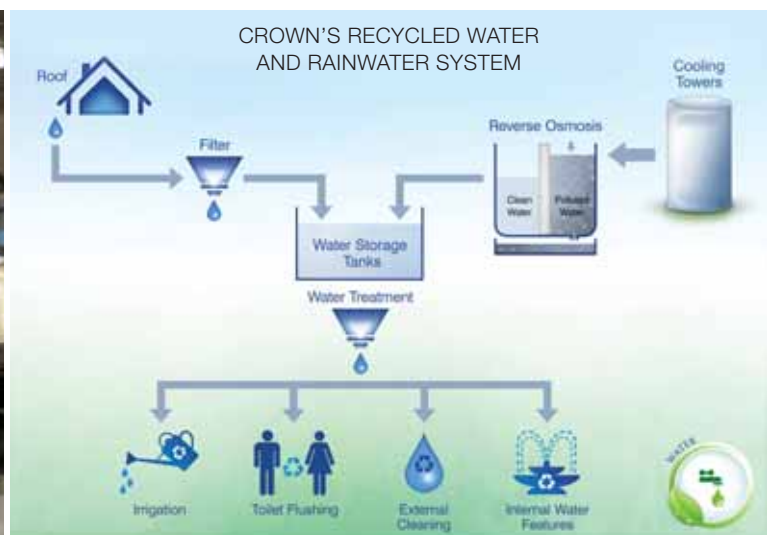 CROWN'S RECYCLED WATER
AND RAINWATER SYSTEM
Roof
Cooling
Towers
Reverse Osmosis
Filter
Clean
Water
Polluted
Water
Water Storage
Tanks
Water Treatment
Irrigation
Toilet Flushing
External
Cleaning
Internal Water
Features
WATER